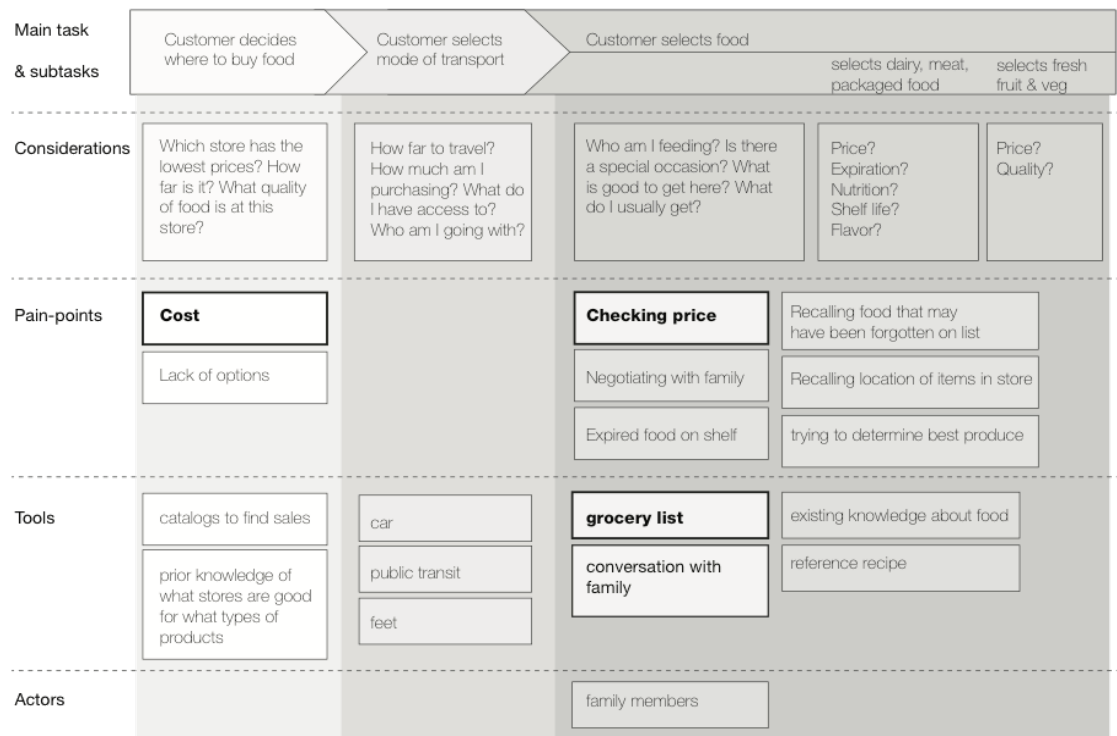 Main task
& subtasks
Customer decides
where to buy food
Customer selects
mode of transport
Customer selects food
selects dairy, meat,
packaged food
selects fresh
fruit & veg
Considerations
Which store has the
lowest prices? How
far is it? What quality
of food is at this
store?
How far to travel?
How much am I
purchasing? What do
I have access to?
Who am I going with?
Who am I feeding? Is there
a special occasion? What
is good to get here? What
do I usually get?
Price?
Expiration?
Nutrition?
Shelf life?
Flavor?
Price?
Quality?
Pain-points
Cost
Lack of options
Checking price
Negotiating with family
Expired food on shelf
Recalling food that may
have been forgotten on list
Recalling location of items in store
trying to determine best produce
Tools
catalogs to find sales
prior knowledge of
what stores are good
for what types of
products
car
public transit
feet
grocery list
conversation with
family
existing knowledge about food
reference recipe
Actors
family members